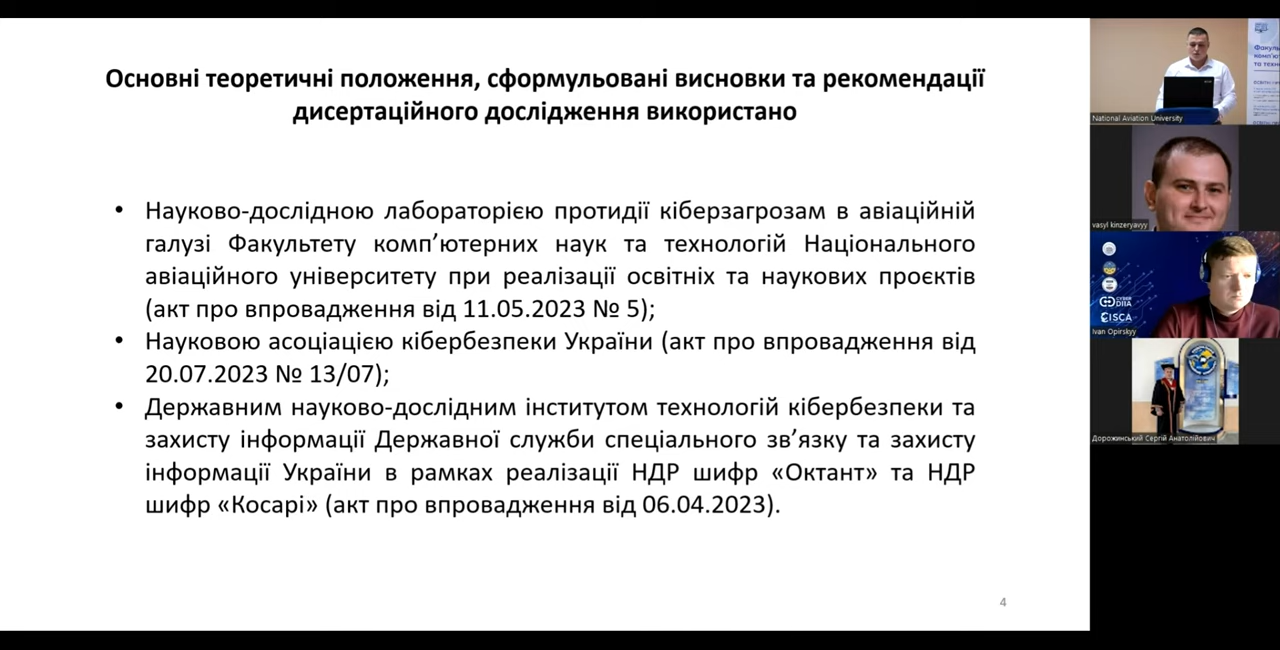 Основні теоретичні положення, сформульовані висновки та рекомендації
дисертаційного дослідження використано
• Науково-дослідною лабораторією протидії кіберзагрозам в авіаційній
галузі Факультету комп’ютерних наук та технологій Національного
авіаційного університету при реалізації освітніх та наукових проєктів
(акт про впровадження від 11.05.2023 № 5);
• Науковою асоціацією кібербезпеки України (акт про впровадження від
20.07.2023 № 13/07);
• Державним науково-дослідним інститутом технологій кібербезпеки та
захисту інформації Державної служби спеціального зв’язку та захисту
інформації України в рамках реалізації НДР шифр «Октант» та НДР
шифр «Косарі» (акт про впровадження від 06.04.2023).
4
National Aviation University
vasyl kinzeryavyy
CYBER
DIIA
CISCA
Ivan Opirskyy
Дорожинський Сергій Анатолійович